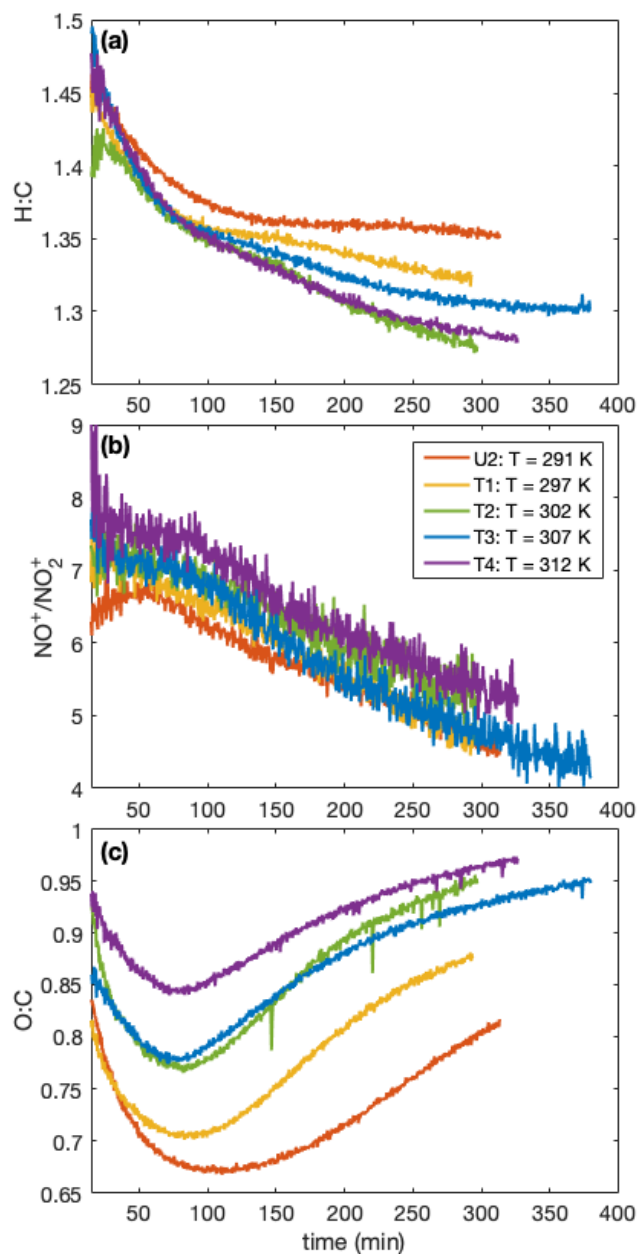 (a)
1.5
1.45
1.4
1.35
1.3
1.25
H:C
50 100 150 200 250 300 350 400
(b)
9
8
7
6
5
4
NO⁺/NO₂⁺
U2: T = 291 K
T1: T = 297 K
T2: T = 302 K
T3: T = 307 K
T4: T = 312 K
50 100 150 200 250 300 350 400
(c)
1
0.95
0.9
0.85
0.8
0.75
0.7
0.65
O:C
50 100 150 200 250 300 350 400
time (min)